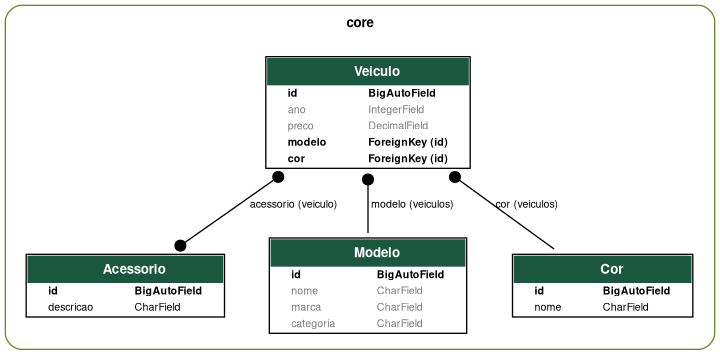 core
Veiculo
id BigAutoField
ano IntegerField
preco DecimalField
modelo ForeignKey (id)
cor ForeignKey (id)
acessorio (veiculo)
modelo (veiculos)
cor (veiculos)
Acessorio
id BigAutoField
descricao CharField
Modelo
id BigAutoField
nome CharField
marca CharField
categoria CharField
Cor
id BigAutoField
nome CharField